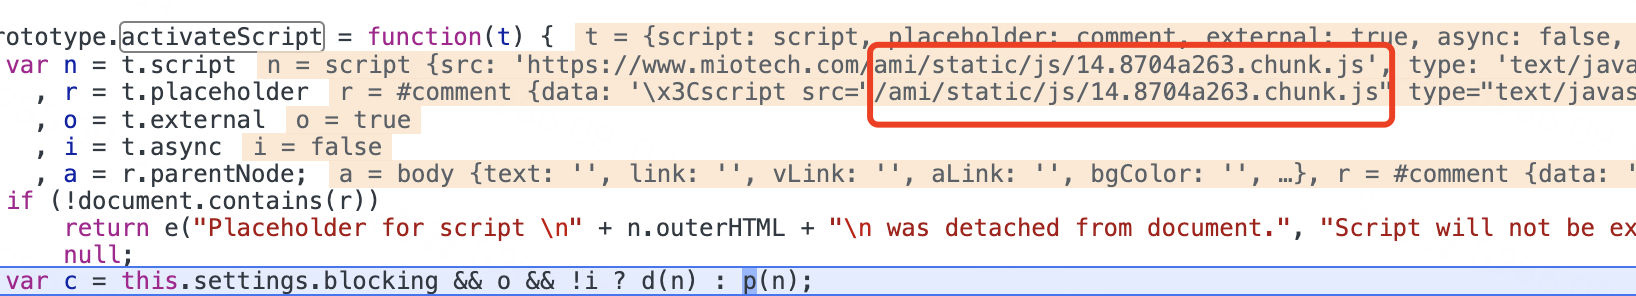 rototype.activateScript = function(t) { t = {script: script, placeholder: comment, external: true, async: false,
var n = t.script n = script {src: 'https://www.miotech.com/ami/static/js/14.8704a263.chunk.js', type: 'text/java
, r = t.placeholder r = #comment {data: '\x3Cscript src="/ami/static/js/14.8704a263.chunk.js" type="text/javas
, o = t.external o = true
, i = t.async i = false
, a = r.parentNode; a = body {text: '', link: '', vLink: '', aLink: '', bgColor: '', …}, r = #comment {data: '
if (!document.contains(r))
return e("Placeholder for script \n" + n.outerHTML + "\n was detached from document.", "Script will not be ex
null;
var c = this.settings.blocking && o && !i ? d(n) : p(n);